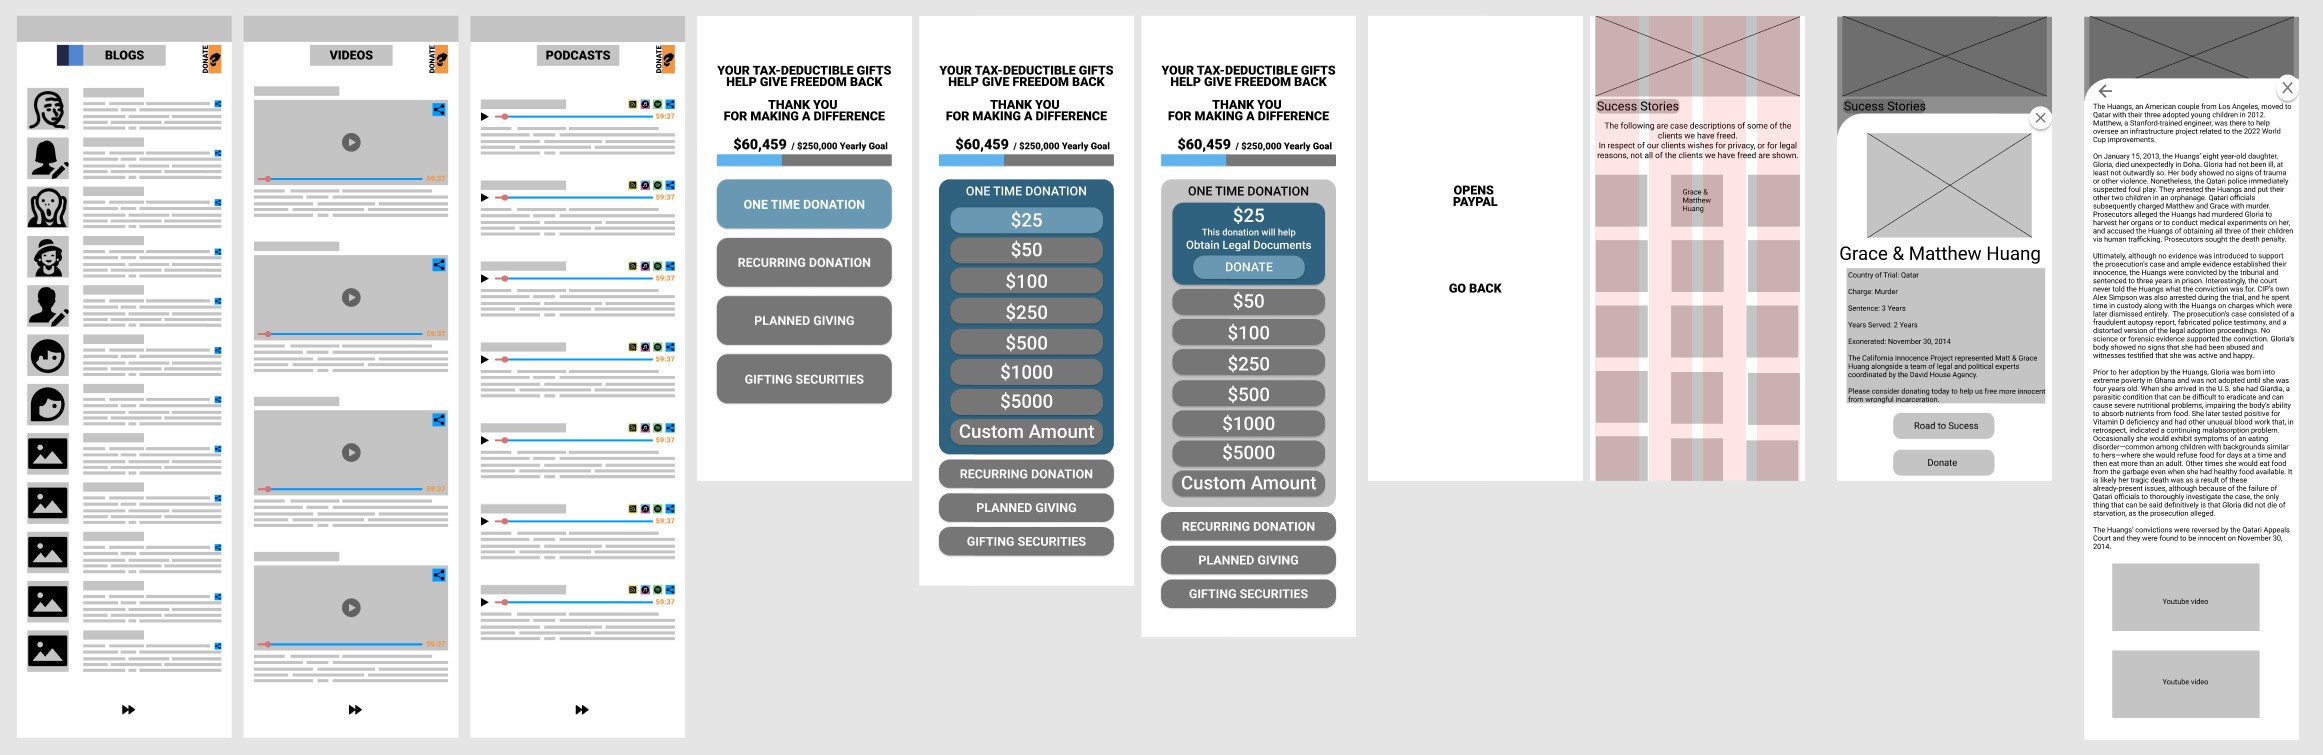 BLOGS
DONATE
VIDEOS
DONATE
59:37
59:37
59:37
59:37
PODCASTS
DONATE
59:37
59:37
59:37
59:37
59:37
59:37
59:37
YOUR TAX-DEDUCTIBLE GIFTS
HELP GIVE FREEDOM BACK
THANK YOU
FOR MAKING A DIFFERENCE
$60,459 / $250,000 Yearly Goal
ONE TIME DONATION
RECURRING DONATION
PLANNED GIVING
GIFTING SECURITIES
YOUR TAX-DEDUCTIBLE GIFTS
HELP GIVE FREEDOM BACK
THANK YOU
FOR MAKING A DIFFERENCE
$60,459 / $250,000 Yearly Goal
ONE TIME DONATION
$25
$50
$100
$250
$500
$1000
$5000
Custom Amount
RECURRING DONATION
PLANNED GIVING
GIFTING SECURITIES
YOUR TAX-DEDUCTIBLE GIFTS
HELP GIVE FREEDOM BACK
THANK YOU
FOR MAKING A DIFFERENCE
$60,459 / $250,000 Yearly Goal
ONE TIME DONATION
$25
This donation will help
Obtain Legal Documents
DONATE
$50
$100
$250
$500
$1000
$5000
Custom Amount
RECURRING DONATION
PLANNED GIVING
GIFTING SECURITIES
OPENS
PAYPAL
GO BACK
Sucess Stories
The following are case descriptions of some of the
clients we have freed.
In respect of our clients wishes for privacy, or for legal
reasons, not all of the clients we have freed are shown.
Grace &
Matthew
Huang
Sucess Stories
Grace & Matthew Huang
Country of Trial: Qatar
Charge: Murder
Sentence: 3 Years
Years Served: 2 Years
Exonerated: November 30, 2014
The California Innocence Project represented Matt & Grace
Huang alongside a team of legal and political experts
coordinated by the David House Agency.
Please consider donating today to help us free more innocent
from wrongful incarceration.
Road to Sucess
Donate
The Huangs, an American couple from Los Angeles, moved to
Qatar with their three adopted young children in 2012.
Matthew, a Stanford-trained engineer, was there to help
oversee an infrastructure project related to the 2022 World
Cup improvements.
On January 15, 2013, the Huangs' eight year-old daughter,
Gloria, died unexpectedly in Doha. Gloria had not been ill, at
least not outwardly so. Her body showed no signs of trauma
or other violence. Nonetheless, the Qatari police immediately
suspected foul play. They arrested the Huangs and put their
other two children in an orphanage. Qatari officials
subsequently charged Matthew and Grace with murder.
Prosecutors alleged the Huangs had murdered Gloria to
harvest her organs or to conduct medical experiments on her,
and accused the Huangs of obtaining all three of their children
via human trafficking. Prosecutors sought the death penalty.
Ultimately, although no evidence was introduced to support
the prosecution's case and ample evidence established their
innocence, the Huangs were convicted by the tribunal and
sentenced to three years in prison. Interestingly, the court
never told the Huangs what the conviction was for. CIP's own
Alex Simpson was also arrested during the trial, and he spent
time in custody along with the Huangs on charges which were
later dismissed entirely. The prosecution's case consisted of a
fraudulent autopsy report, fabricated police testimony, and a
distorted version of the legal adoption proceedings. No
science or forensic evidence supported the conviction. Gloria's
body showed no signs that she had been abused and
witnesses testified that she was active and happy.
Prior to her adoption by the Huangs, Gloria was born into
extreme poverty in Ghana and was not adopted until she was
four years old. When she arrived in the U.S. she had Giardia, a
parasitic condition that can be difficult to eradicate and can
cause severe nutritional problems, impairing the body's ability
to absorb nutrients from food. She later tested positive for
Vitamin D deficiency and had other unusual blood work that, in
retrospect, indicated a continuing malabsorption problem.
Occasionally she would exhibit symptoms of an eating
disorder—common among children with backgrounds similar
to hers—where she would refuse food for days at a time and
then eat more than an adult. Other times she would eat food
from the garbage even when she had healthy food available. It
is likely her tragic death was as a result of these
already-present issues, although because of the failure of
Qatari officials to thoroughly investigate the case, the only
thing that can be said definitively is that Gloria did not die of
starvation, as the prosecution alleged.
The Huangs' convictions were reversed by the Qatari Appeals
Court and they were found to be innocent on November 30,
2014.
Youtube video
Youtube video